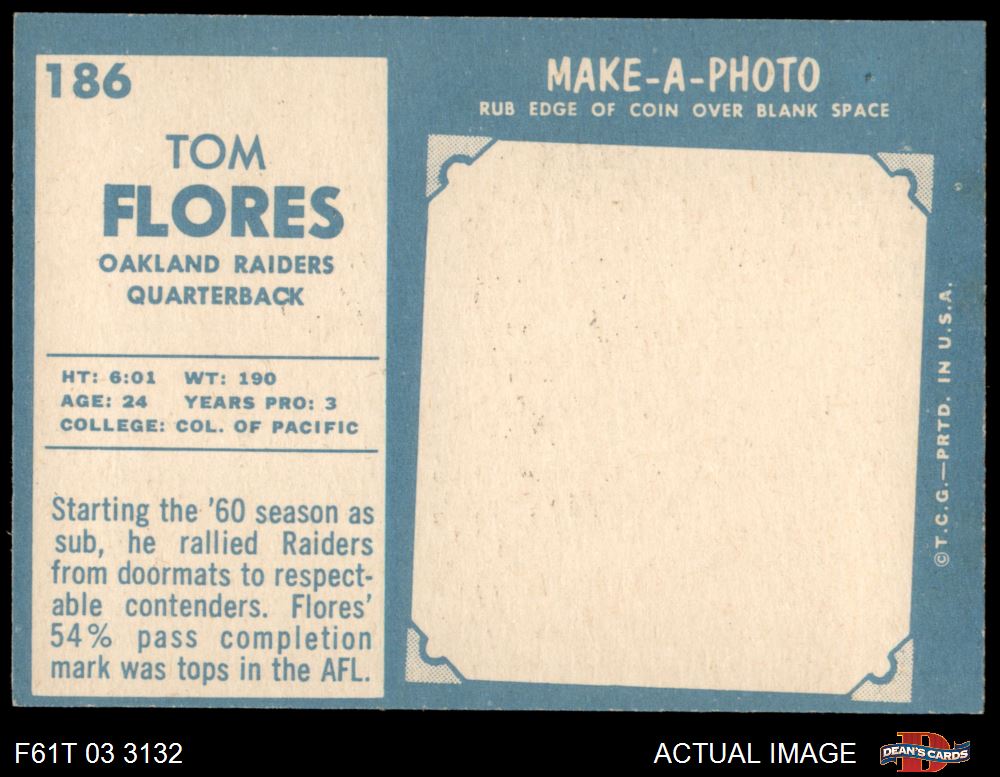 186
TOM
FLORES
OAKLAND RAIDERS
QUARTERBACK
HT: 6:01 WT: 190
AGE: 24 YEARS PRO: 3
COLLEGE: COL. OF PACIFIC
Starting the '60 season as
sub, he rallied Raiders
from doormats to respect-
able contenders. Flores'
54% pass completion
mark was tops in the AFL.
MAKE-A-PHOTO
RUB EDGE OF COIN OVER BLANK SPACE
©T.C.G.—PRTD. IN U.S.A.
F61T 03 3132
ACTUAL IMAGE
D
DEAN'S CARDS